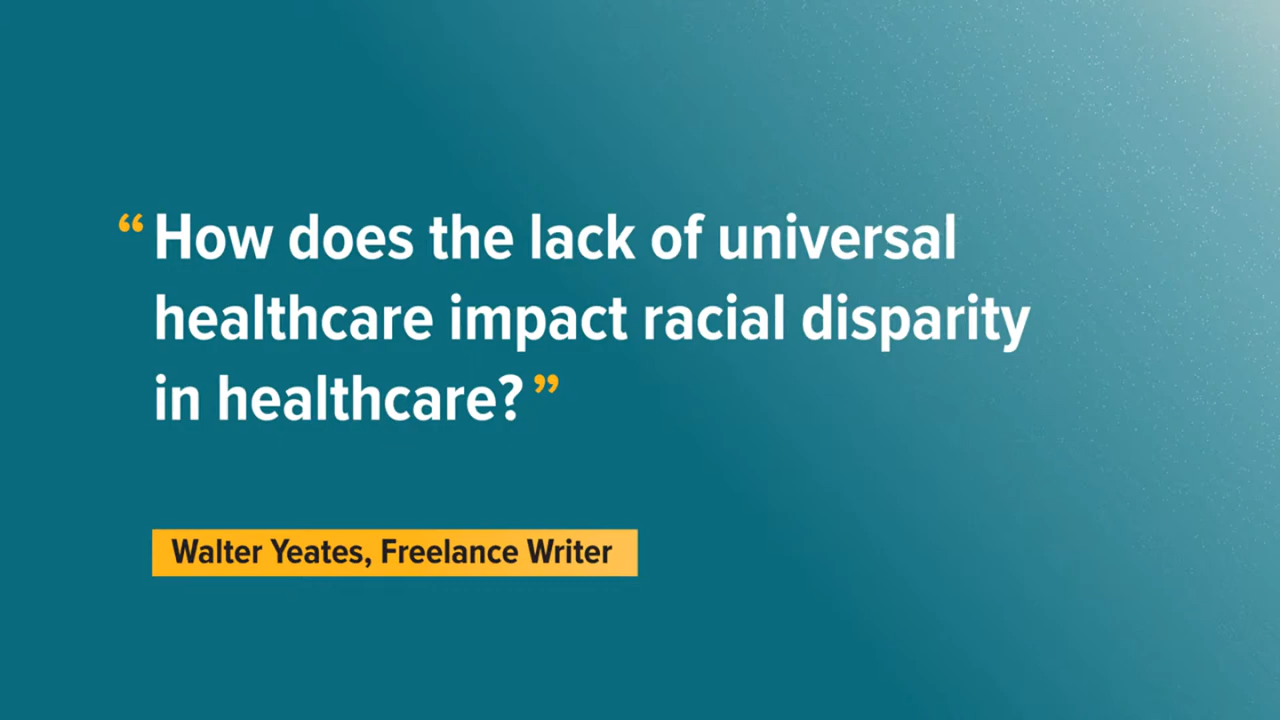 “How does the lack of universal
healthcare impact racial disparity
in healthcare?”
Walter Yeates, Freelance Writer